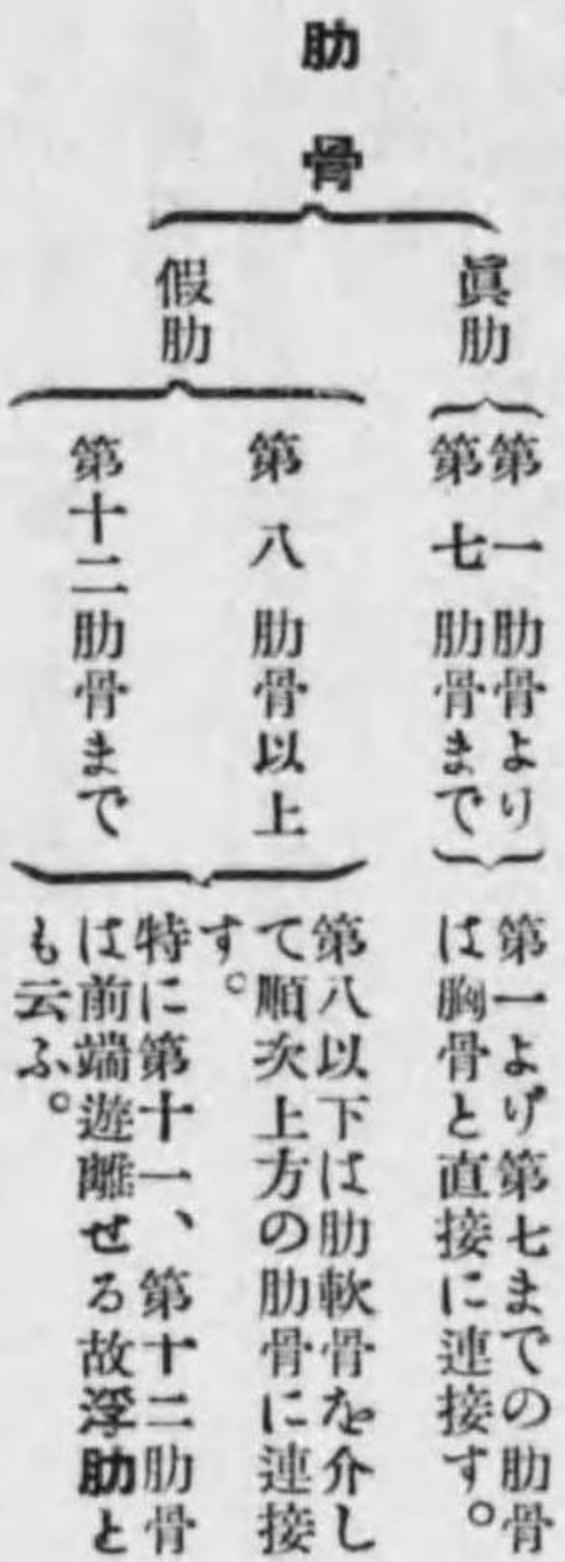 肋骨
眞肋
第一肋骨より
第七肋骨まで
第一より第七までの肋骨
は胸骨と直接に連接す。
假肋
第八肋骨以上
第十二肋骨まで
第八以下は肋軟骨を介し
て順次上方の肋骨に連接
す。
特に第十一、第十二肋骨
は前端遊離せる故浮肋と
も云ふ。